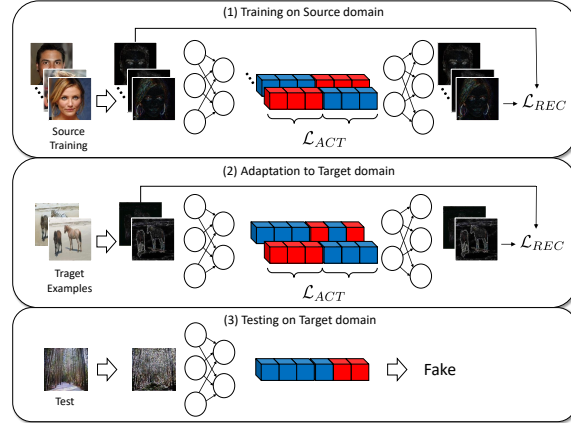 (1) Training on Source domain
Source
Training
ℒ_ACT
ℒ_REC
(2) Adaptation to Target domain
Traget
Examples
ℒ_ACT
ℒ_REC
(3) Testing on Target domain
Test
Fake